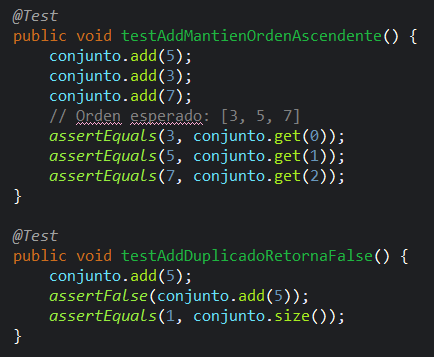 @Test
public void testAddMantienOrdenAscendente() {
    conjunto.add(5);
    conjunto.add(3);
    conjunto.add(7);
    // Orden esperado: [3, 5, 7]
    assertEquals(3, conjunto.get(0));
    assertEquals(5, conjunto.get(1));
    assertEquals(7, conjunto.get(2));
}

@Test
public void testAddDuplicadoRetornaFalse() {
    conjunto.add(5);
    assertFalse(conjunto.add(5));
    assertEquals(1, conjunto.size());
}